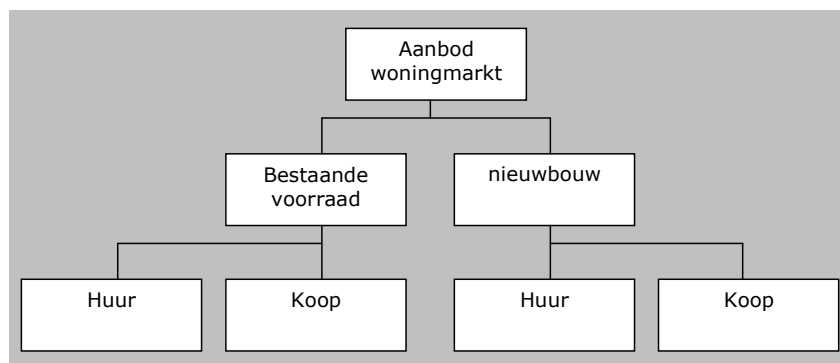 Aanbod
woningmarkt
Bestaande
voorraad
nieuwbouw
Huur
Koop
Huur
Koop